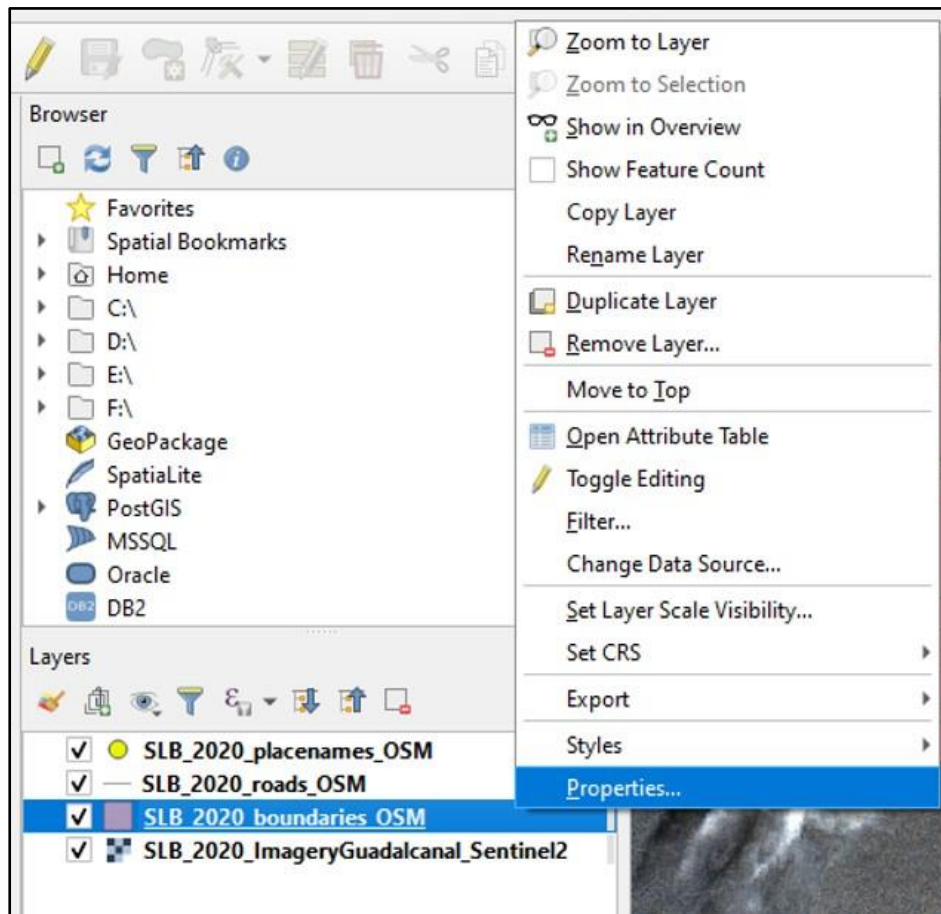 Browser
Favorites
Spatial Bookmarks
Home
C:\
D:\
E:\
F:\
GeoPackage
SpatiaLite
PostGIS
MSSQL
Oracle
DB2
DB2
Layers
ε
SLB_2020_placenames_OSM
SLB_2020_roads_OSM
SLB_2020_boundaries_OSM
SLB_2020_ImageryGuadalcanal_Sentinel2
Zoom to Layer
Zoom to Selection
Show in Overview
Show Feature Count
Copy Layer
Rename Layer
Duplicate Layer
Remove Layer...
Move to Top
Open Attribute Table
Toggle Editing
Filter...
Change Data Source...
Set Layer Scale Visibility...
Set CRS
Export
Styles
Properties...